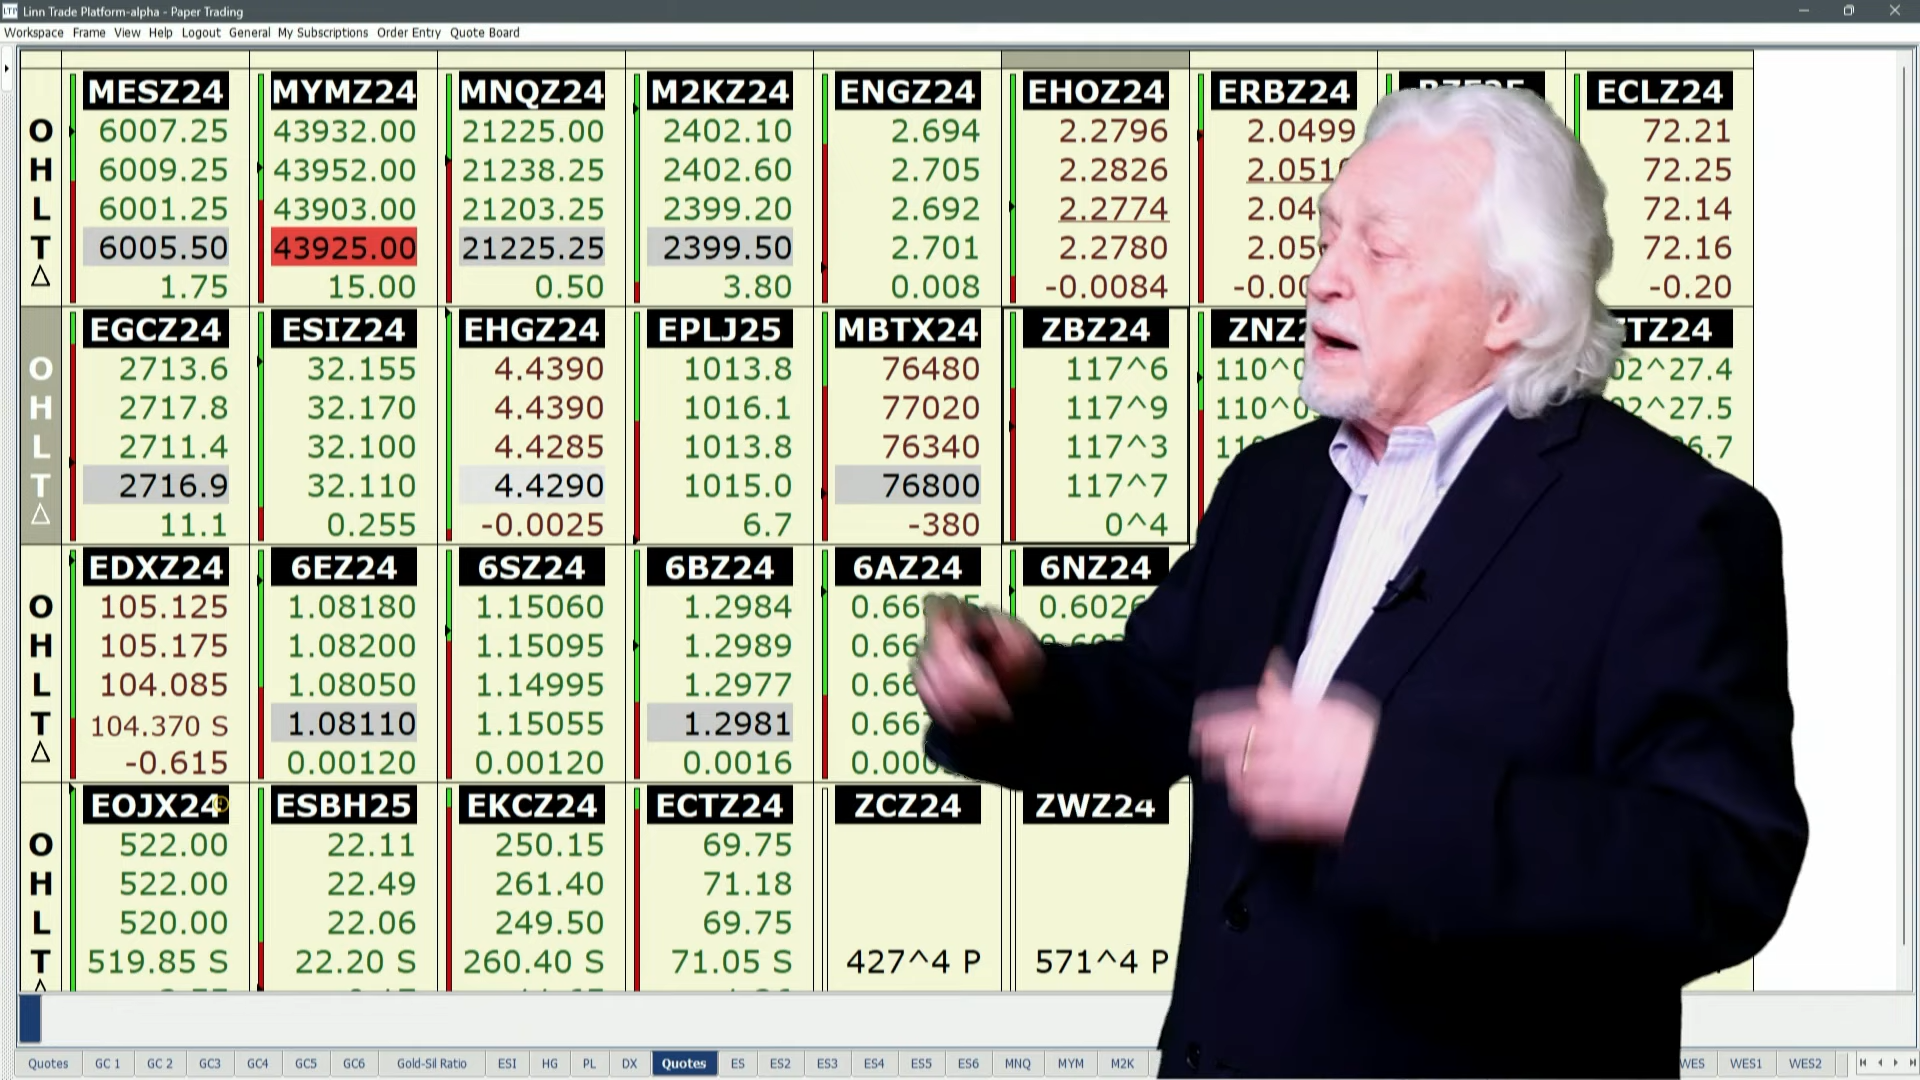 Linn Trade Platform-alpha - Paper Trading
Workspace Frame View Help Logout General My Subscriptions Order Entry Quote Board
MESZ24 MYMZ24 MNQZ24 M2KZ24 ENGZ24 EHOZ24 ERBZ24 ECLZ24
O 6007.25 43932.00 21225.00 2402.10 2.694 2.2796 2.0499 72.21
H 6009.25 43952.00 21238.25 2402.60 2.705 2.2826 72.25
L 6001.25 43903.00 21203.25 2399.20 2.692 2.2774 72.14
T 6005.50 43925.00 21225.25 2399.50 2.701 2.2780 72.16
△ 1.75 15.00 0.50 3.80 0.008 -0.0084 -0.20
EGCZ24 ESIZ24 EHGZ24 EPLJ25 MBTX24 ZBZ24
O 2713.6 32.155 4.4390 1013.8 76480 117^6
H 2717.8 32.170 4.4390 1016.1 77020 117^9
L 2711.4 32.100 4.4285 1013.8 76340 117^3
T 2716.9 32.110 4.4290 1015.0 76800 117^7
△ 11.1 0.255 -0.0025 6.7 -380 0^4
EDXZ24 6EZ24 6SZ24 6BZ24 6AZ24 6NZ24
O 105.125 1.08180 1.15060 1.2984
H 105.175 1.08200 1.15095 1.2989
L 104.085 1.08050 1.14995 1.2977
T 104.370 S 1.08110 1.15055 1.2981
△ -0.615 0.00120 0.00120 0.0016
EOJX24 ESBH25 EKCZ24 ECTZ24 ZCZ24 ZWZ24
O 522.00 22.11 250.15 69.75
H 522.00 22.49 261.40 71.18
L 520.00 22.06 249.50 69.75
T 519.85 S 22.20 S 260.40 S 71.05 S 427^4 P 571^4 P
Quotes GC 1 GC 2 GC3 GC4 GC5 GC6 Gold-Sil Ratio ESI HG PL DX Quotes ES ES2 ES3 ES4 ES5 ES6 MNQ MYM M2K WES WES1 WES2